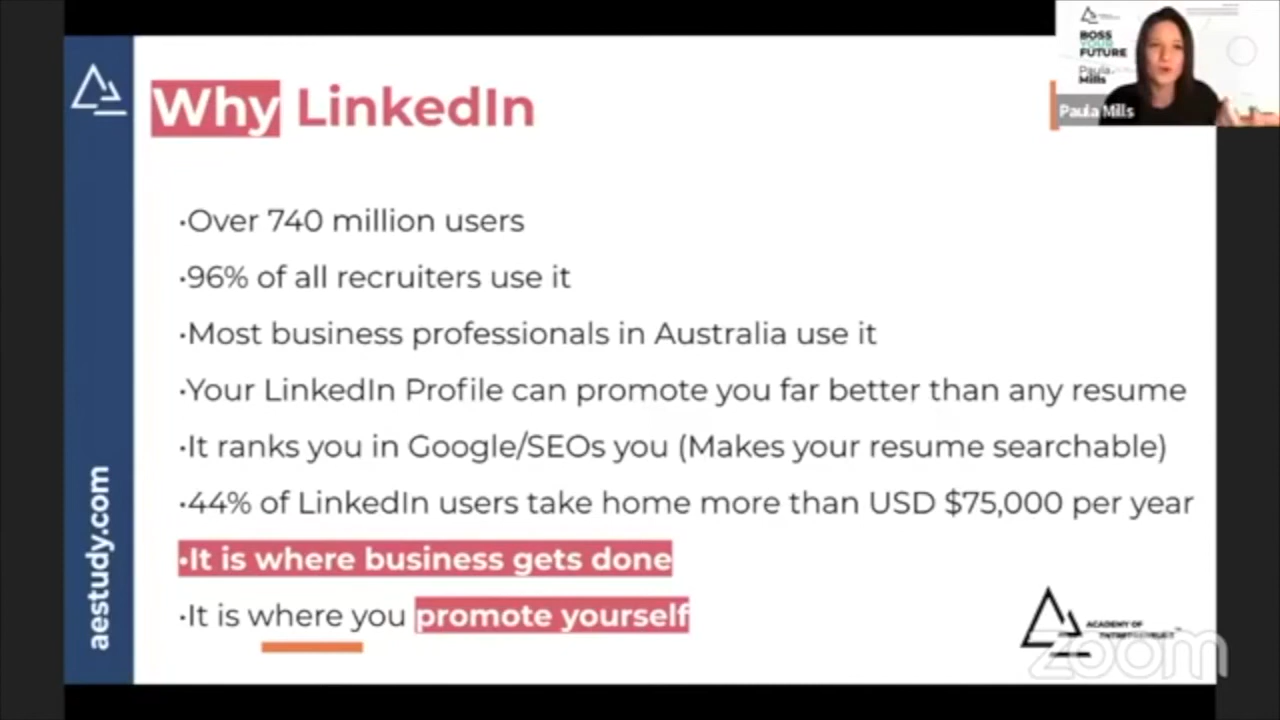 Why LinkedIn
•Over 740 million users
•96% of all recruiters use it
•Most business professionals in Australia use it
•Your LinkedIn Profile can promote you far better than any resume
•It ranks you in Google/SEOs you (Makes your resume searchable)
•44% of LinkedIn users take home more than USD $75,000 per year
•It is where business gets done
•It is where you promote yourself
aestudy.com
BOSS
YOUR
FUTURE
Paula
Mills
Paula Mills
ACADEMY OF
zoom